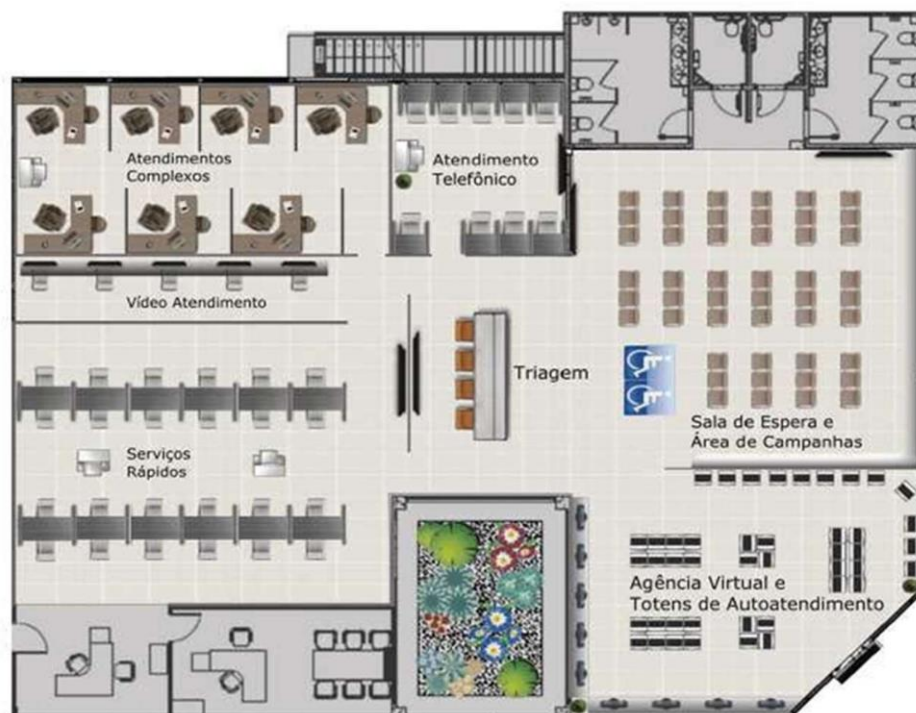 Atendimentos
Complexos
Atendimento
Telefônico
Vídeo Atendimento
Triagem
Sala de Espera e
Área de Campanhas
Serviços
Rápidos
Agência Virtual e
Totens de Autoatendimento